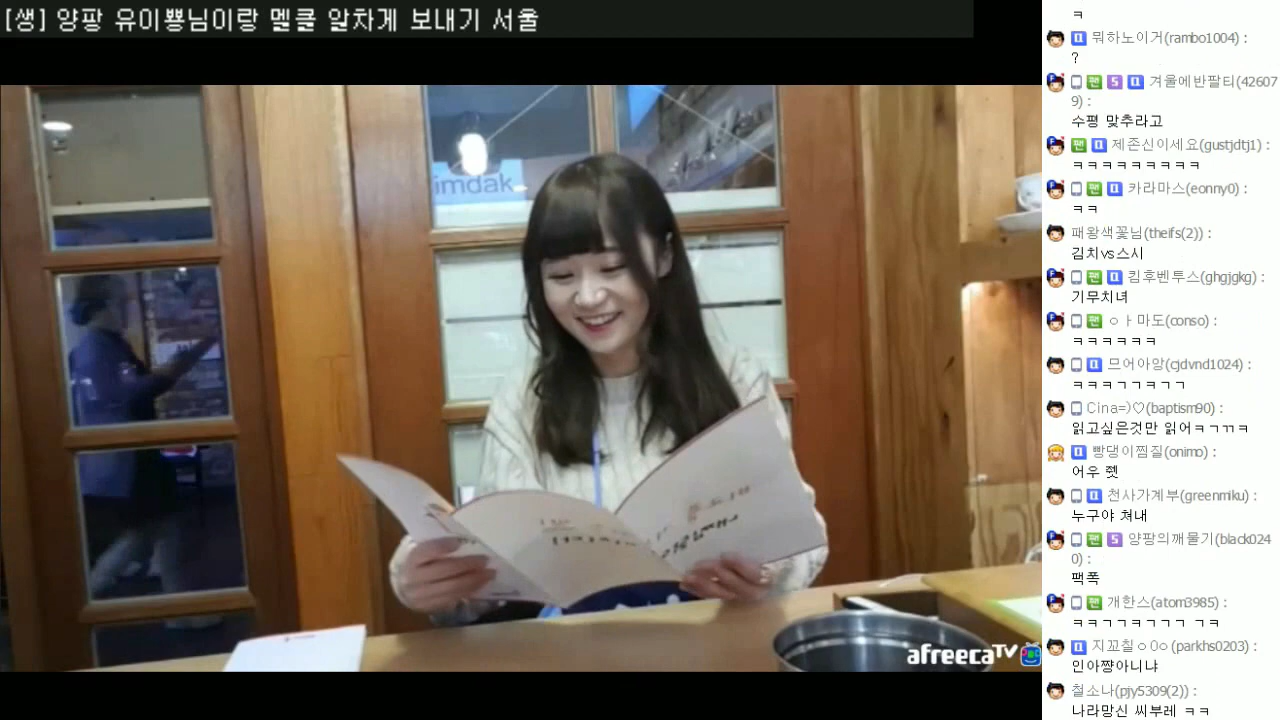 [생] 양팡 유이뿅님이랑 멜클 알차게 보내기 서울
imdak
afreecaTV
ㅋ
뭐하노이거(rambo1004) :
?
겨울에반팔티(426079) :
수평 맞추라고
제존신이세요(gustjdtj1) :
ㅋㅋㅋㅋㅋㅋㅋㅋㅋ
카라마스(eonny0) :
ㅋㅋ
패왕색꽃님(theifs(2)) :
김치vs스시
킴후벤투스(ghgjgkg) :
기무치녀
ㅇㅏ마도(conso) :
ㅋㅋㅋㅋㅋㅋ
므어아앙(cjdvnd1024) :
ㅋㅋㅋㄱㄱㅋㄱㄱ
Cina=)♡(baptism90) :
읽고싶은것만 읽어ㅋㄱㄲㅋ
빵댕이찜질(onimo) :
어우 쪳
천사가계부(greenmiku) :
누구야 쳐내
양팡의깨물기(black0240) :
팩폭
개한스(atom3985) :
ㅋㅋㄱㄱㅋㄱㄱㄱ ㄱㅋ
지꼬칠ㅇ0ㅇ(parkhs0203) :
인아쨩아니냐
철소나(pjy5309(2)) :
나라망신 씨부레 ㅋㅋ